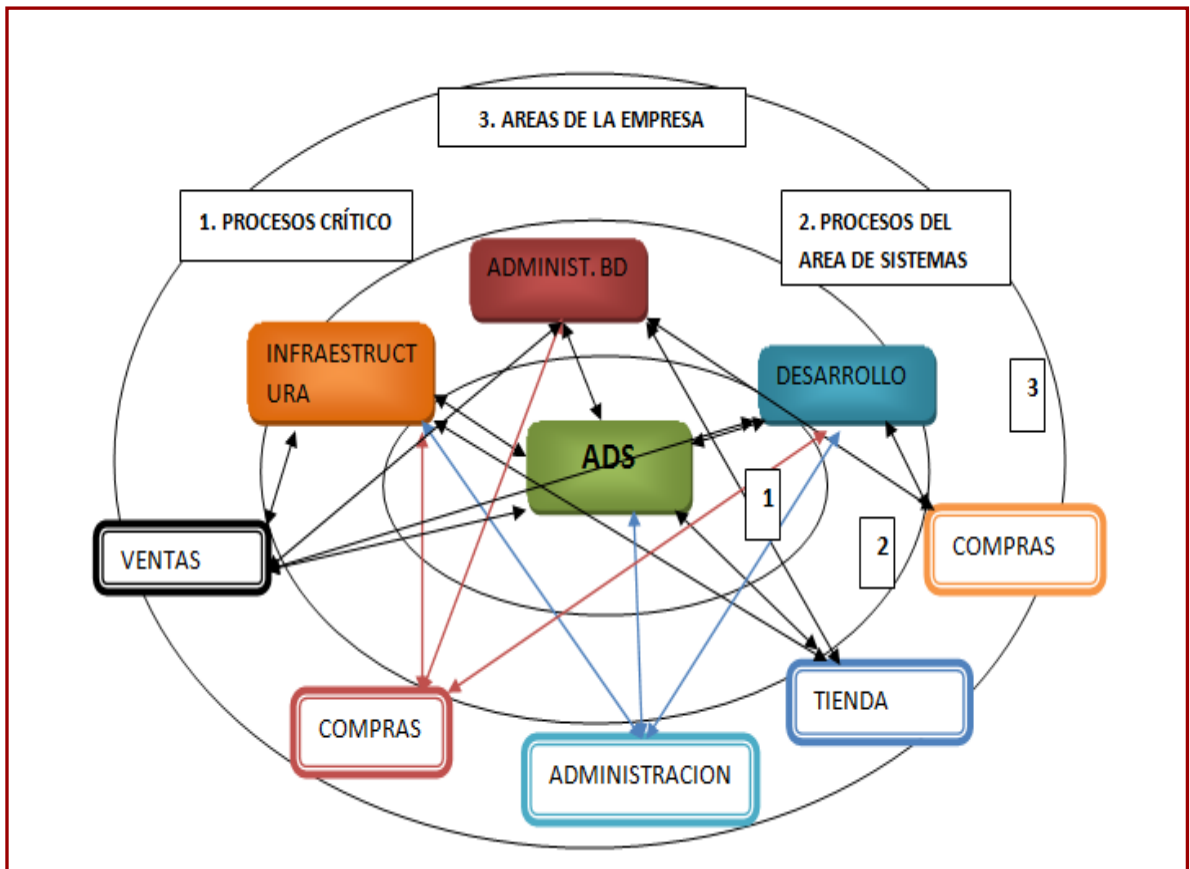 3. AREAS DE LA EMPRESA
1. PROCESOS CRÍTICO
2. PROCESOS DEL
AREA DE SISTEMAS
ADMINIST. BD
INFRAESTRUCT
URA
DESARROLLO
3
ADS
1
2
VENTAS
COMPRAS
TIENDA
COMPRAS
ADMINISTRACION